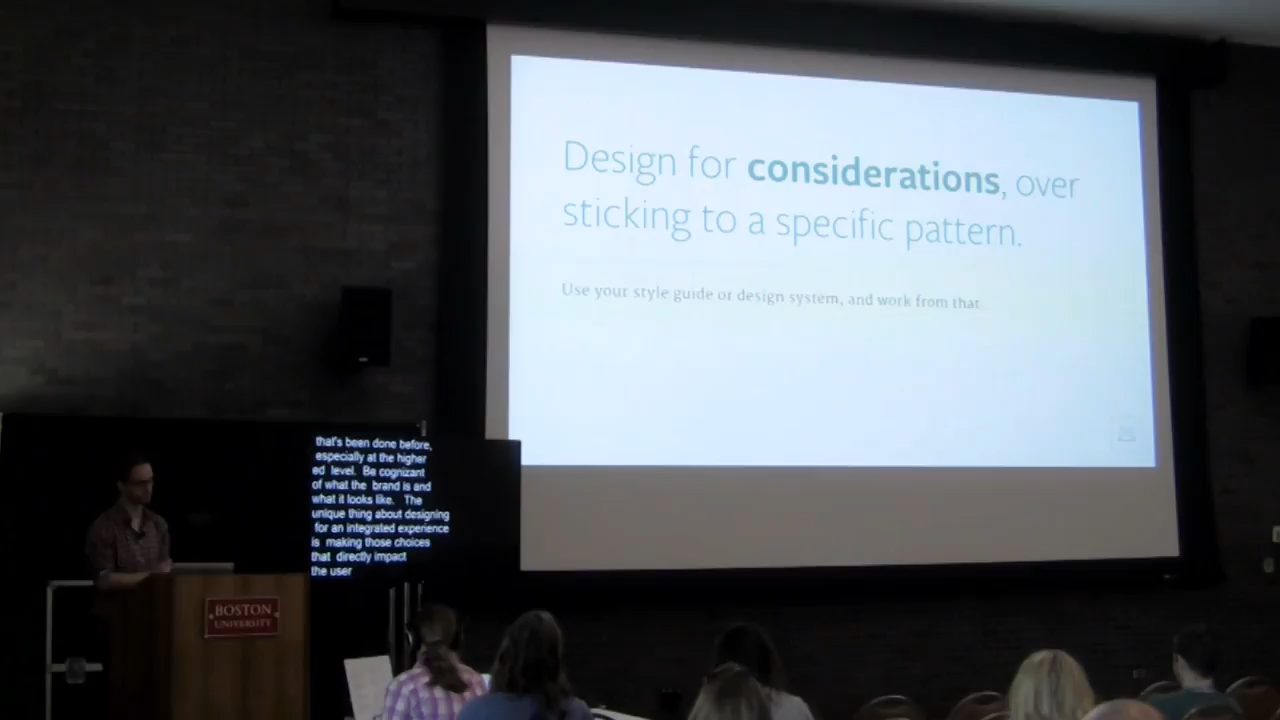 Design for considerations, over
sticking to a specific pattern.
Use your style guide or design system, and work from that.
that's been done before,
especially at the higher
ed level. Be cognizant
of what the brand is and
what it looks like. The
unique thing about designing
for an integrated experience
is making those choices
that directly impact
the user
BOSTON
UNIVERSITY